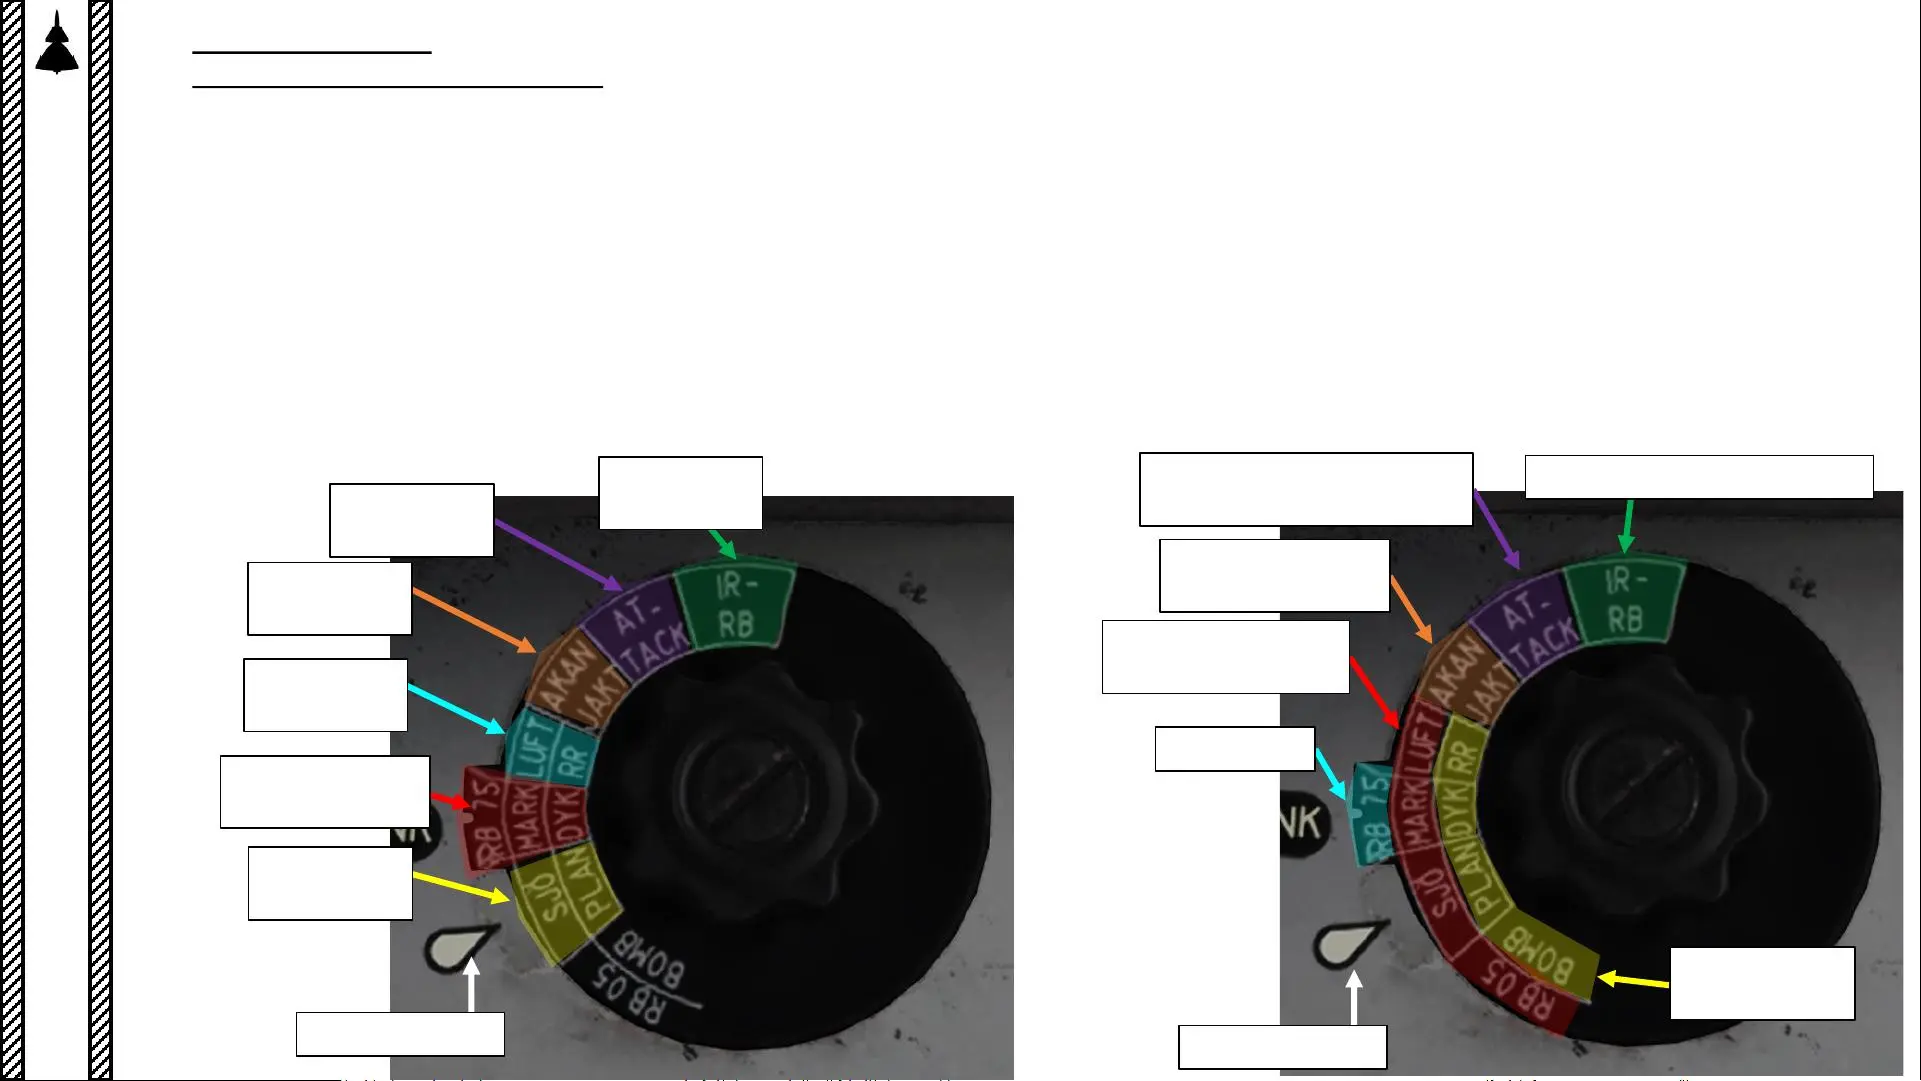 IR-
RB
AT-
TACK
AKAN
JAKT
LUFT
RR
RB 75
MARK
DYK
SJÖ
PLAN
BOMB
RB 05
NK
IR-
RB
AT-
TACK
AKAN
JAKT
LUFT
RR
RB 75
MARK
DYK
SJÖ
PLAN
BOMB
RB 05
NK